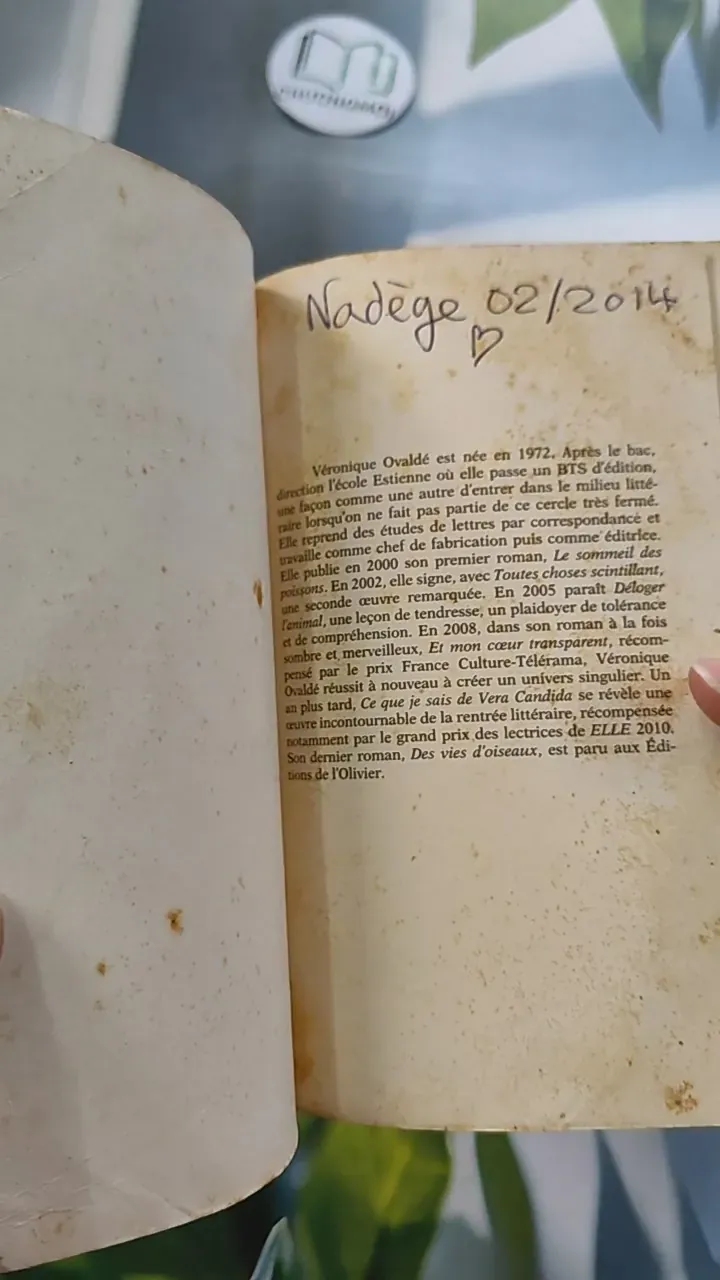 Nadège 02/2014
♡
Véronique Ovaldé est née en 1972. Après le bac,
direction l'école Estienne où elle passe un BTS d'édition,
une façon comme une autre d'entrer dans le milieu litté-
raire lorsqu'on ne fait pas partie de ce cercle très fermé.
Elle reprend des études de lettres par correspondance et
travaille comme chef de fabrication puis comme éditrice.
Elle publie en 2000 son premier roman, Le sommeil des
poissons. En 2002, elle signe, avec Toutes choses scintillant,
une seconde œuvre remarquée. En 2005 paraît Déloger
l'animal, une leçon de tendresse, un plaidoyer de tolérance
et de compréhension. En 2008, dans son roman à la fois
sombre et merveilleux, Et mon cœur transparent, récom-
pensé par le prix France Culture-Télérama, Véronique
Ovaldé réussit à nouveau à créer un univers singulier. Un
an plus tard, Ce que je sais de Vera Candida se révèle une
œuvre incontournable de la rentrée littéraire, récompensée
notamment par le grand prix des lectrices de ELLE 2010.
Son dernier roman, Des vies d'oiseaux, est paru aux Édi-
tions de l'Olivier.